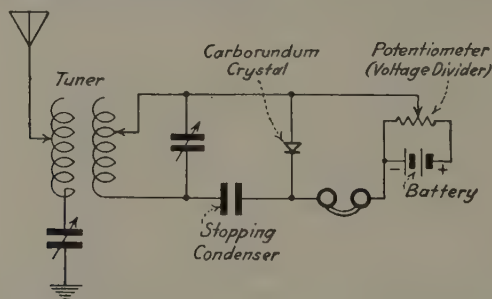 Carborundum
Crystal
Potentiometer
(Voltage Divider)
Tuner
- +
Battery
Stopping
Condenser